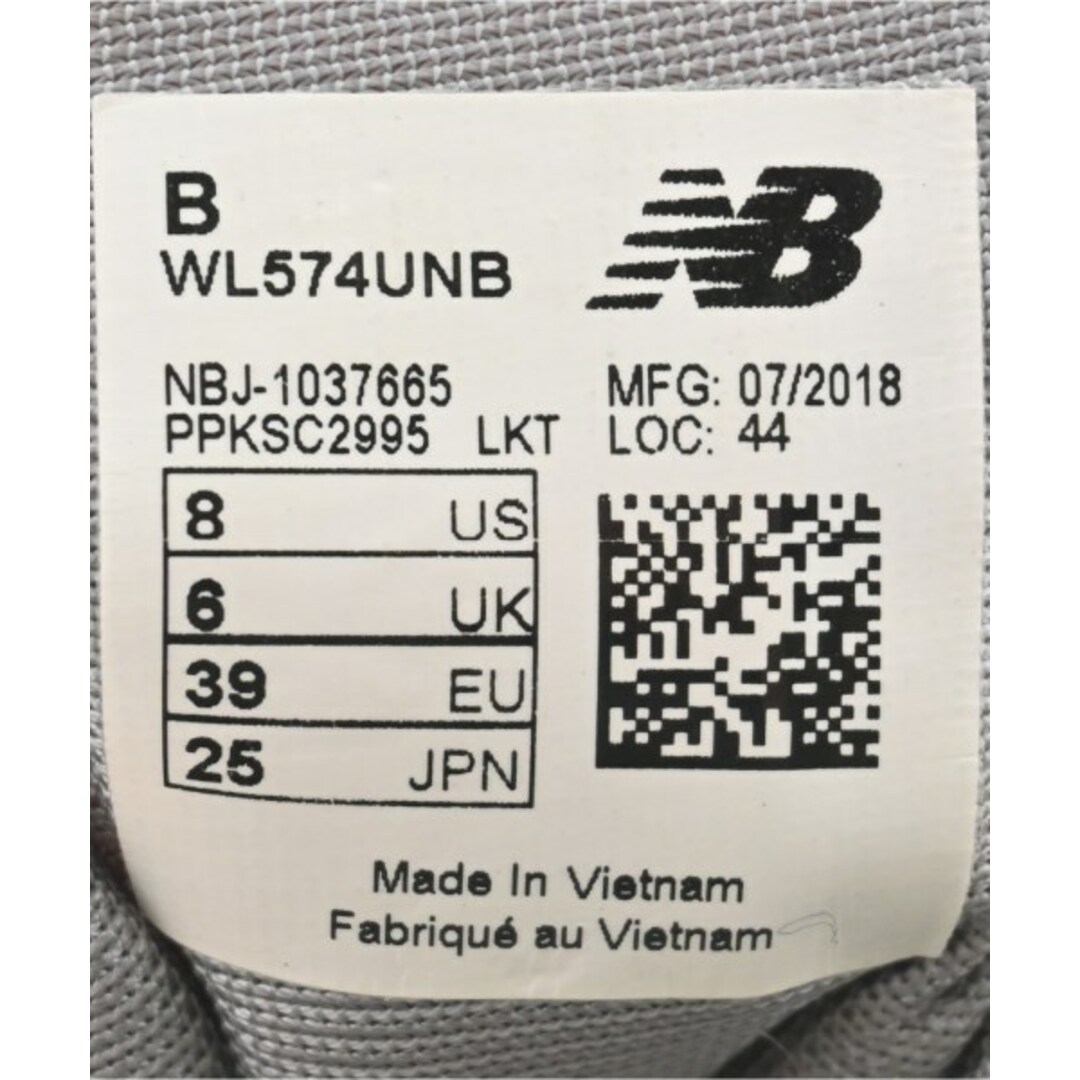 B
NB
WL574UNB
NBJ-1037665 MFG: 07/2018
PPKSC2995 LKT LOC: 44
8 US
6 UK
39 EU
25 JPN
Made In Vietnam
Fabriqué au Vietnam